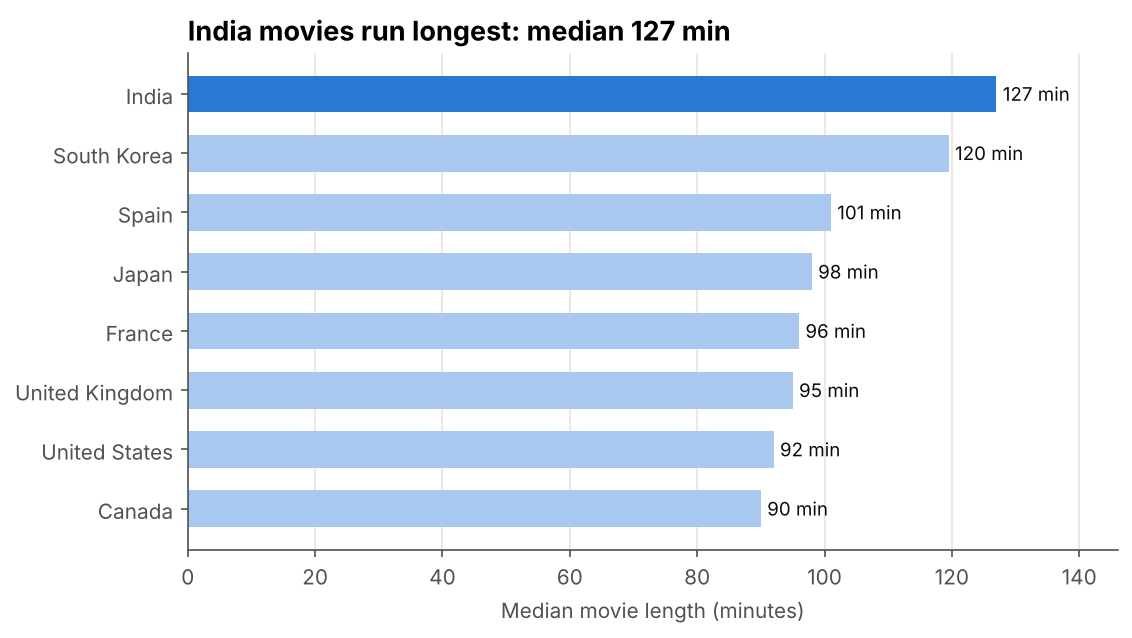 India movies run longest: median 127 min
India 127 min
South Korea 120 min
Spain 101 min
Japan 98 min
France 96 min
United Kingdom 95 min
United States 92 min
Canada 90 min
0 20 40 60 80 100 120 140
Median movie length (minutes)